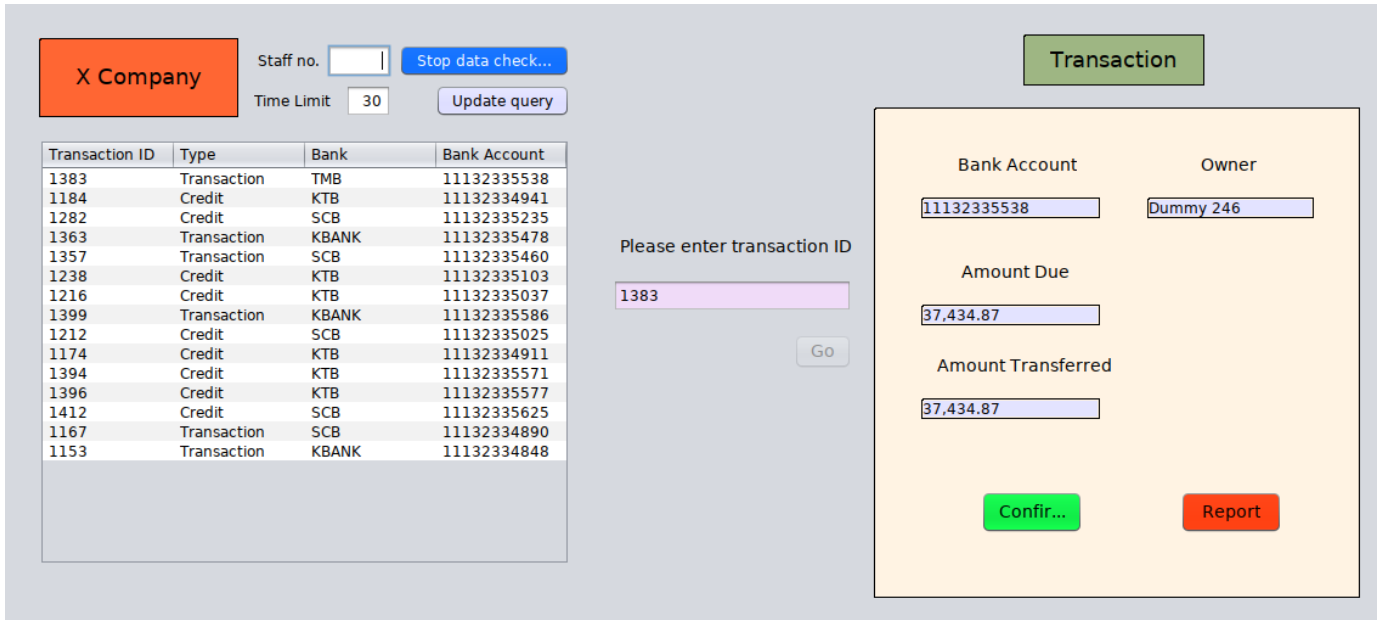 X Company
Staff no.
Stop data check...
Time Limit 30
Update query
Transaction ID Type Bank Bank Account
1383 Transaction TMB 11132335538
1184 Credit KTB 11132334941
1282 Credit SCB 11132335235
1363 Transaction KBANK 11132335478
1357 Transaction SCB 11132335460
1238 Credit KTB 11132335103
1216 Credit KTB 11132335037
1399 Transaction KBANK 11132335586
1212 Credit SCB 11132335025
1174 Credit KTB 11132334911
1394 Credit KTB 11132335571
1396 Credit KTB 11132335577
1412 Credit SCB 11132335625
1167 Transaction SCB 11132334890
1153 Transaction KBANK 11132334848
Please enter transaction ID
1383
Go
Transaction
Bank Account Owner
11132335538 Dummy 246
Amount Due
37,434.87
Amount Transferred
37,434.87
Confir... Report